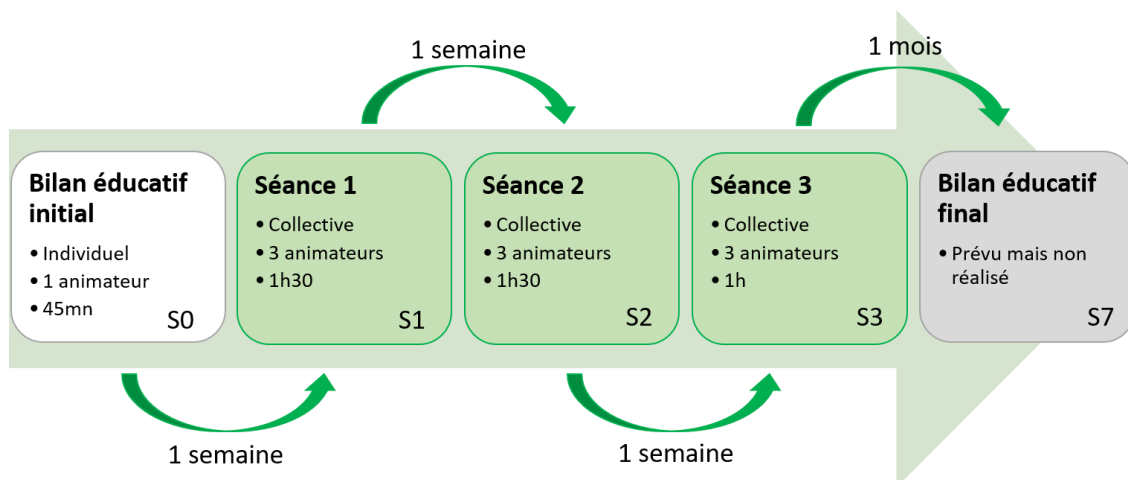 1 semaine
1 mois
Bilan éducatif
initial
• Individuel
• 1 animateur
• 45mn
S0
Séance 1
• Collective
• 3 animateurs
• 1h30
S1
Séance 2
• Collective
• 3 animateurs
• 1h30
S2
Séance 3
• Collective
• 3 animateurs
• 1h
S3
Bilan éducatif
final
• Prévu mais non
réalisé
S7
1 semaine
1 semaine